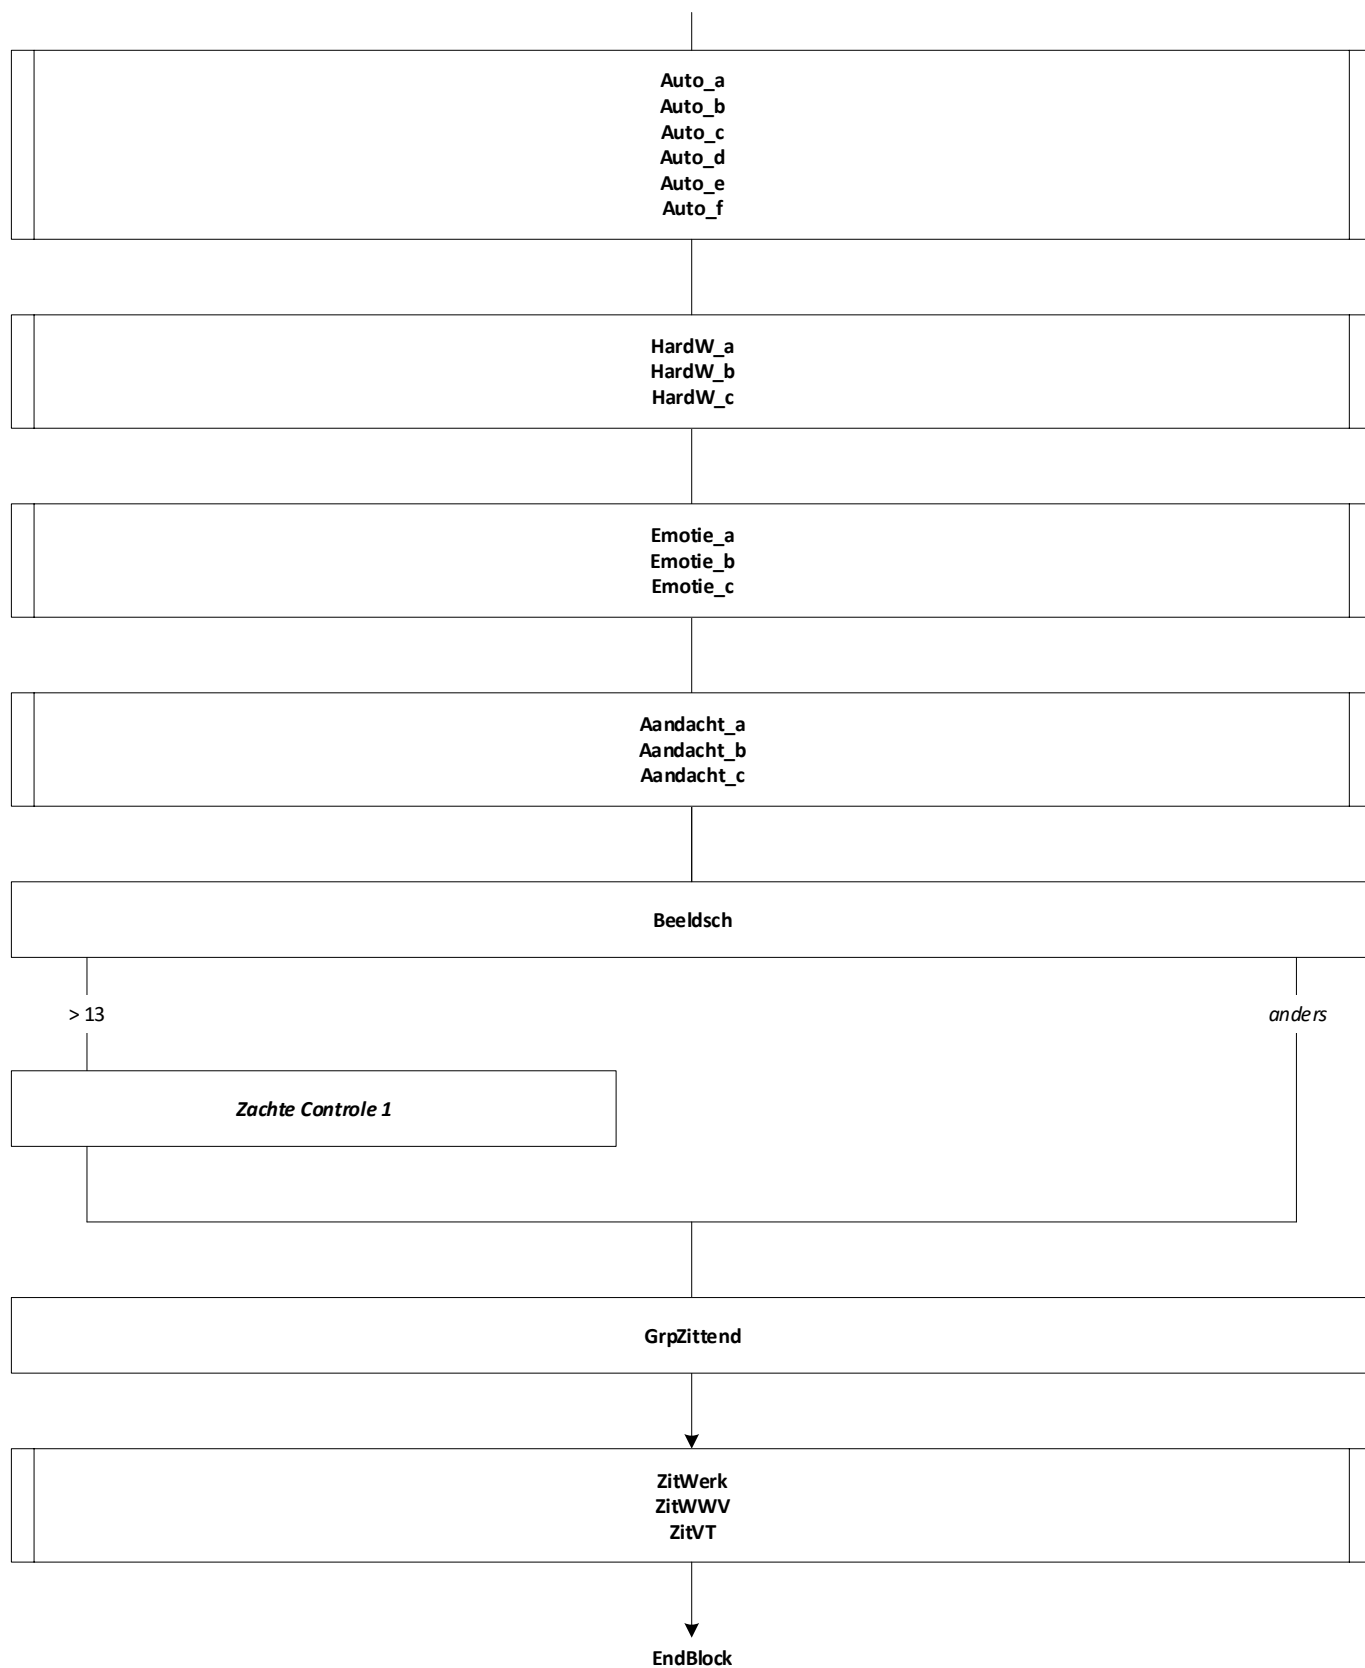 Auto_a
Auto_b
Auto_c
Auto_d
Auto_e
Auto_f
HardW_a
HardW_b
HardW_c
Emotie_a
Emotie_b
Emotie_c
Aandacht_a
Aandacht_b
Aandacht_c
Beeldsch
> 13
anders
Zachte Controle 1
GrpZittend
ZitWerk
ZitWWV
ZitVT
EndBlock